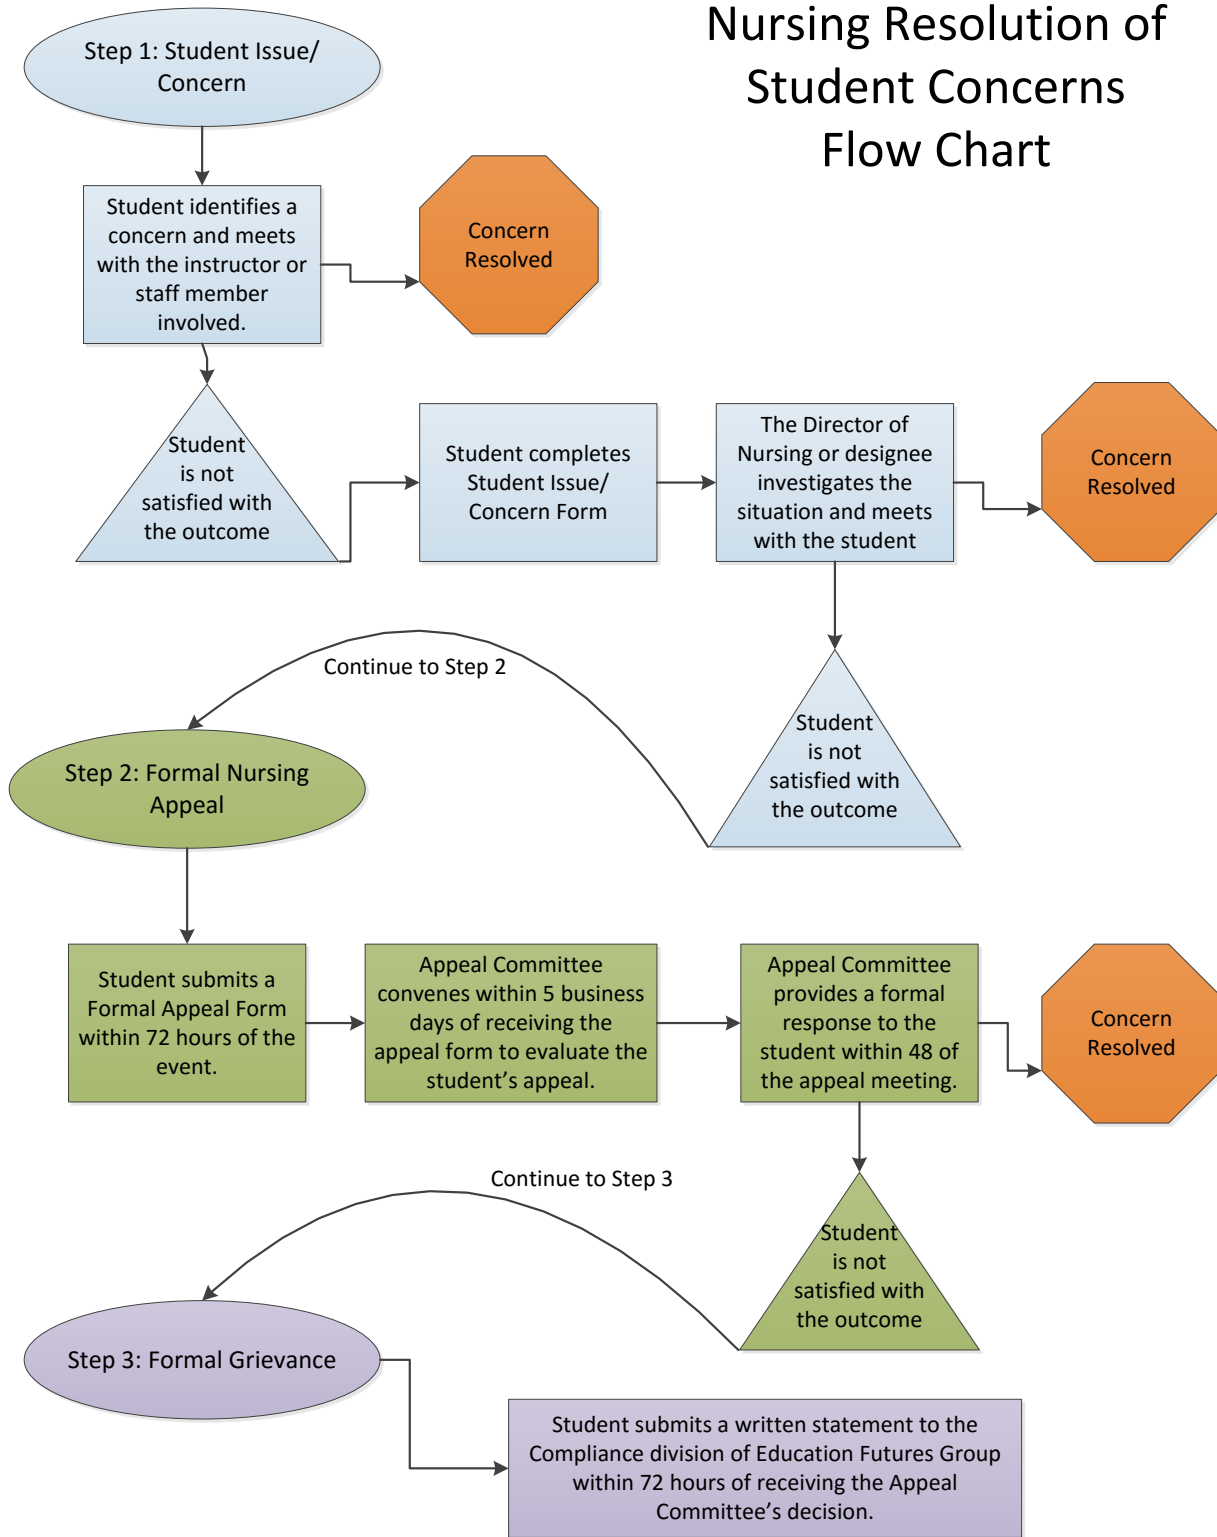 Nursing Resolution of
Student Concerns
Flow Chart
Step 1: Student Issue/
Concern
Student identifies a
concern and meets
with the instructor or
staff member
involved.
Concern
Resolved
Student
is not
satisfied with
the outcome
Student completes
Student Issue/
Concern Form
The Director of
Nursing or designee
investigates the
situation and meets
with the student
Concern
Resolved
Student
is not
satisfied with
the outcome
Continue to Step 2
Step 2: Formal Nursing
Appeal
Student submits a
Formal Appeal Form
within 72 hours of the
event.
Appeal Committee
convenes within 5 business
days of receiving the
appeal form to evaluate the
student’s appeal.
Appeal Committee
provides a formal
response to the
student within 48 of
the appeal meeting.
Concern
Resolved
Student
is not
satisfied with
the outcome
Continue to Step 3
Step 3: Formal Grievance
Student submits a written statement to the
Compliance division of Education Futures Group
within 72 hours of receiving the Appeal
Committee’s decision.